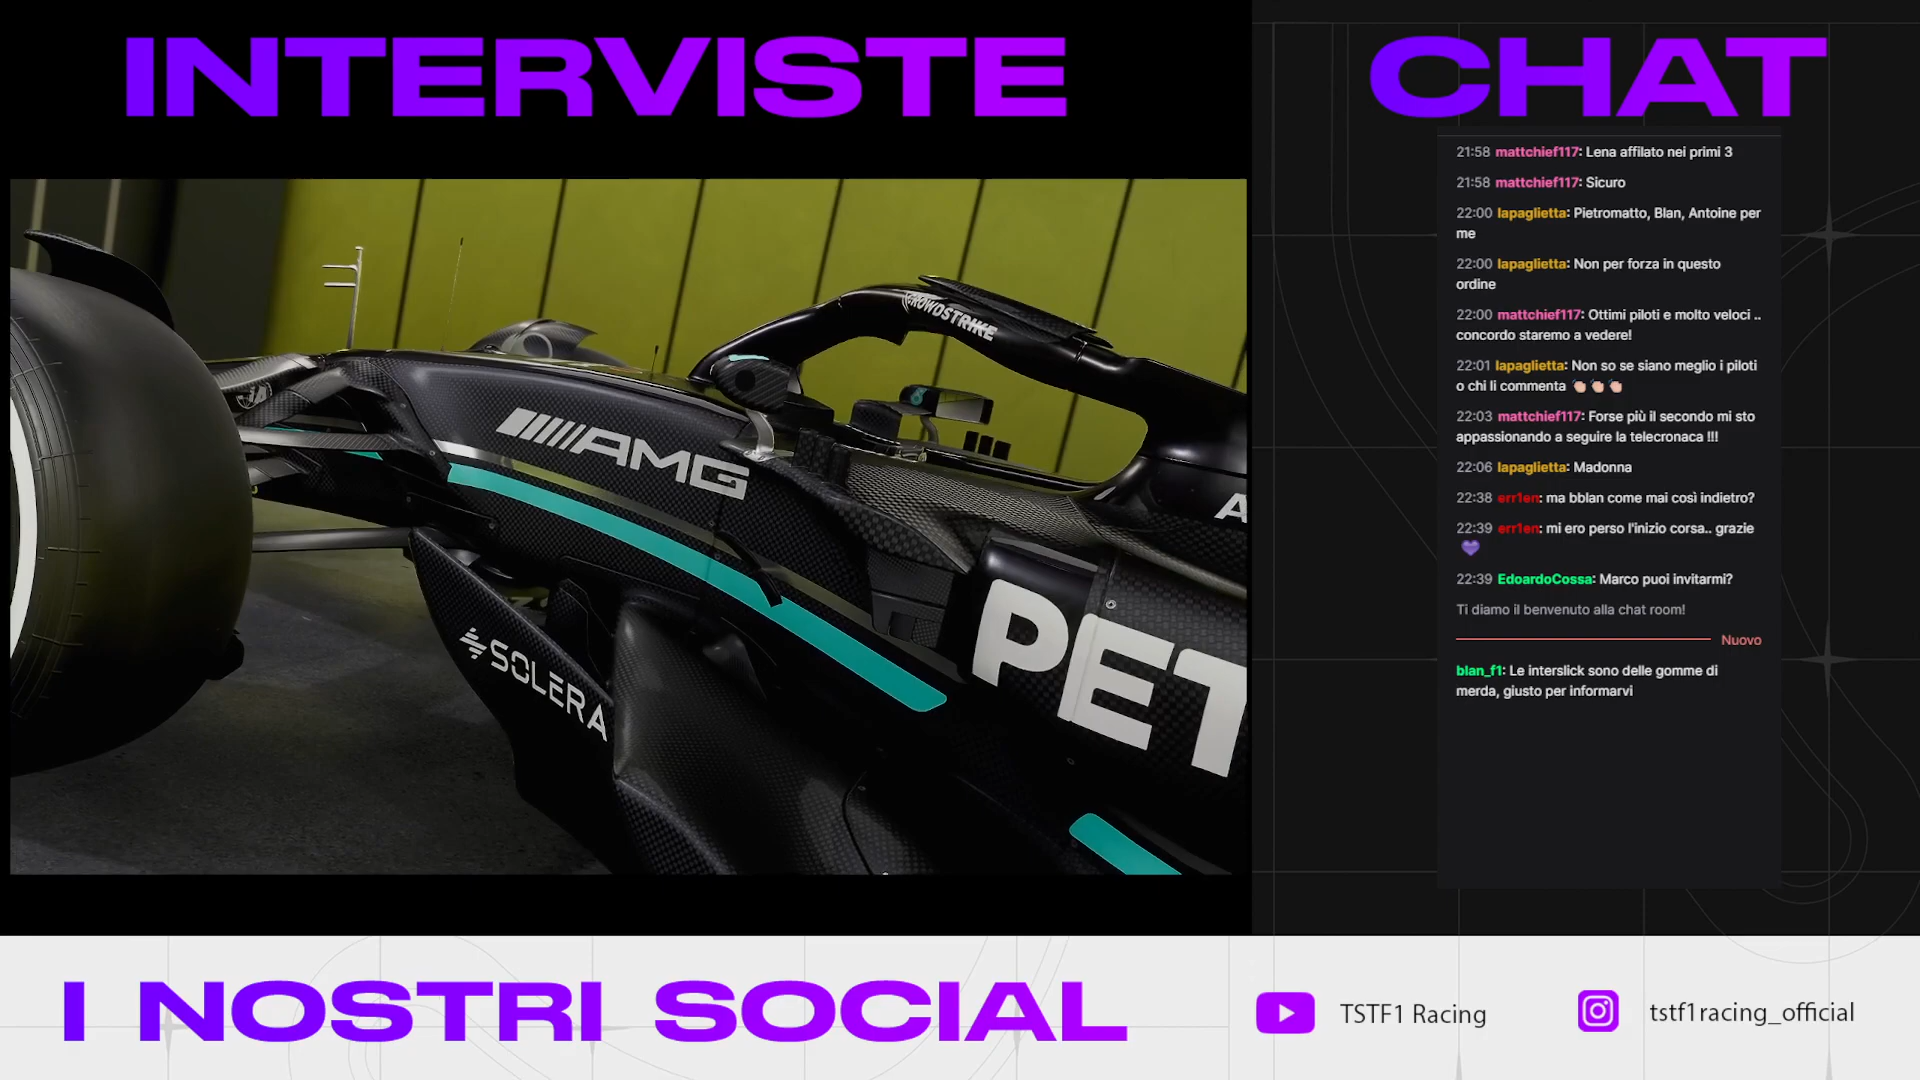 INTERVISTE
CHAT
CROWDSTRIKE
AMG
A
PET
SOLERA
21:58 mattchief117: Lena affilato nei primi 3
21:58 mattchief117: Sicuro
22:00 lapaglietta: Pietromatto, Blan, Antoine per
me
22:00 lapaglietta: Non per forza in questo
ordine
22:00 mattchief117: Ottimi piloti e molto veloci ..
concordo staremo a vedere!
22:01 lapaglietta: Non so se siano meglio i piloti
o chi li commenta 👏🏻👏🏻👏🏻
22:03 mattchief117: Forse più il secondo mi sto
appassionando a seguire la telecronaca !!!
22:06 lapaglietta: Madonna
22:38 err1en: ma bblan come mai così indietro?
22:39 err1en: mi ero perso l'inizio corsa.. grazie
💜
22:39 EdoardoCossa: Marco puoi invitarmi?
Ti diamo il benvenuto alla chat room!
Nuovo
blan_f1: Le interslick sono delle gomme di
merda, giusto per informarvi
I NOSTRI SOCIAL
TSTF1 Racing
tstf1racing_official